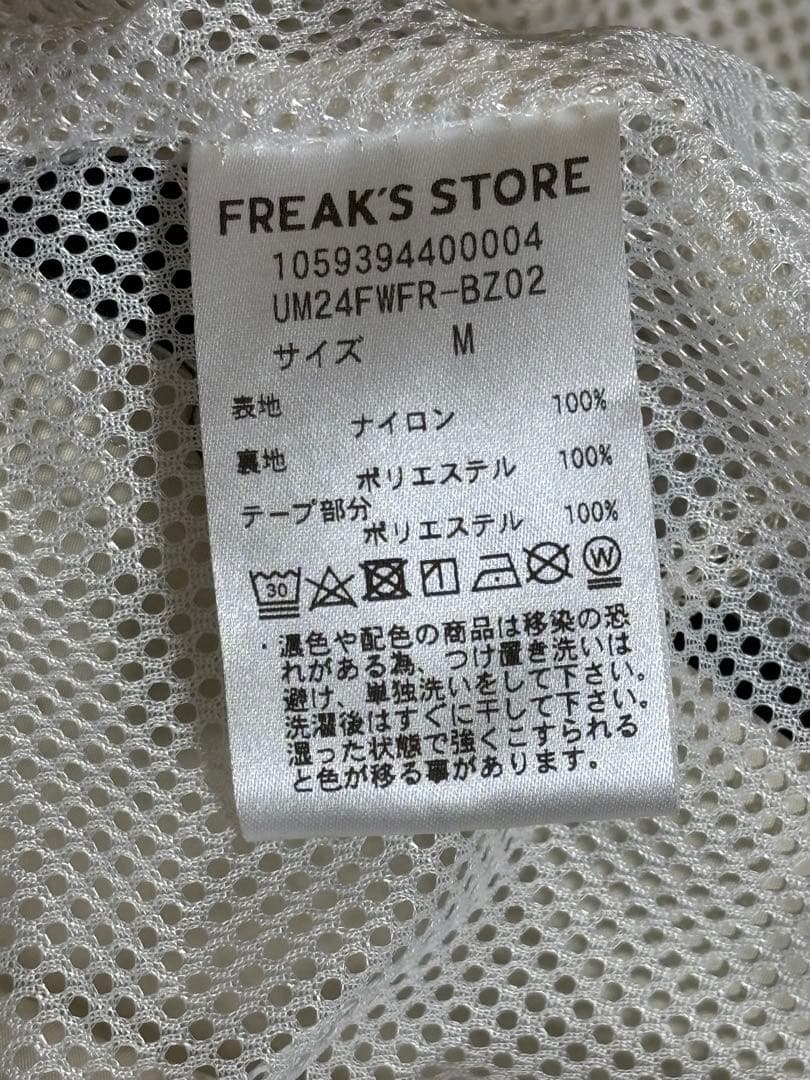 FREAK'S STORE
1059394400004
UM24FWFR-BZ02
サイズ M
表地 ナイロン 100%
裏地 ポリエステル 100%
テープ部分 ポリエステル 100%
30 W
・濃色や配色の商品は移染の恐
れがある為、つけ置き洗いは
避け、単独洗いをして下さい。
洗濯後はすぐに干して下さい。
湿った状態で強くこすられる
と色が移る事があります。